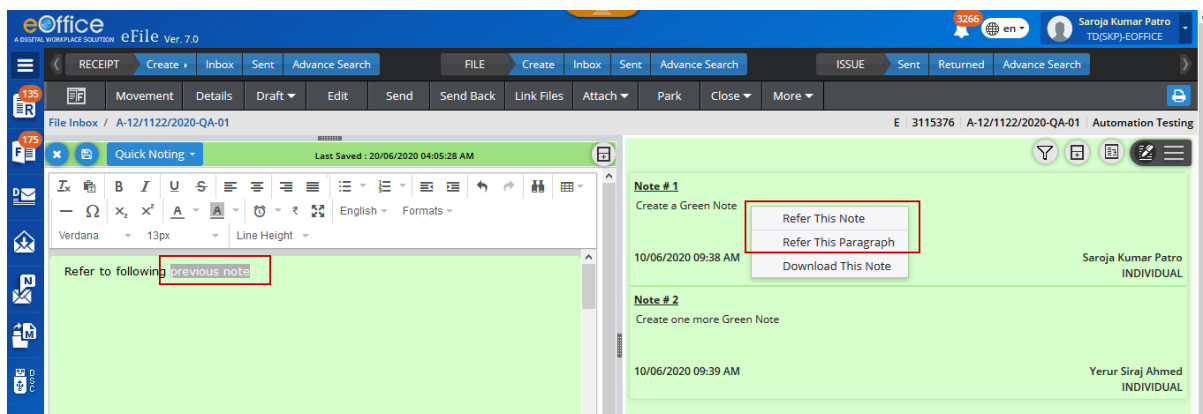 eOffice
A DIGITAL WORKPLACE SOLUTION
eFile Ver. 7.0
3266
en
Saroja Kumar Patro
TD(SKP)-EOFFICE
RECEIPT Create Inbox Sent Advance Search FILE Create Inbox Sent Advance Search ISSUE Sent Returned Advance Search
135
R
Movement Details Draft Edit Send Send Back Link Files Attach Park Close More
File Inbox / A-12/1122/2020-QA-01
E 3115376 A-12/1122/2020-QA-01 Automation Testing
175
F
Quick Noting
Last Saved : 20/06/2020 04:05:28 AM
B I U S
Ω X₂ X² A A ₹ English Formats
Verdana 13px Line Height
Refer to following previous note
D
N
M
DSC
Note # 1
Create a Green Note
Refer This Note
Refer This Paragraph
Download This Note
10/06/2020 09:38 AM
Saroja Kumar Patro
INDIVIDUAL
Note # 2
Create one more Green Note
10/06/2020 09:39 AM
Yerur Siraj Ahmed
INDIVIDUAL